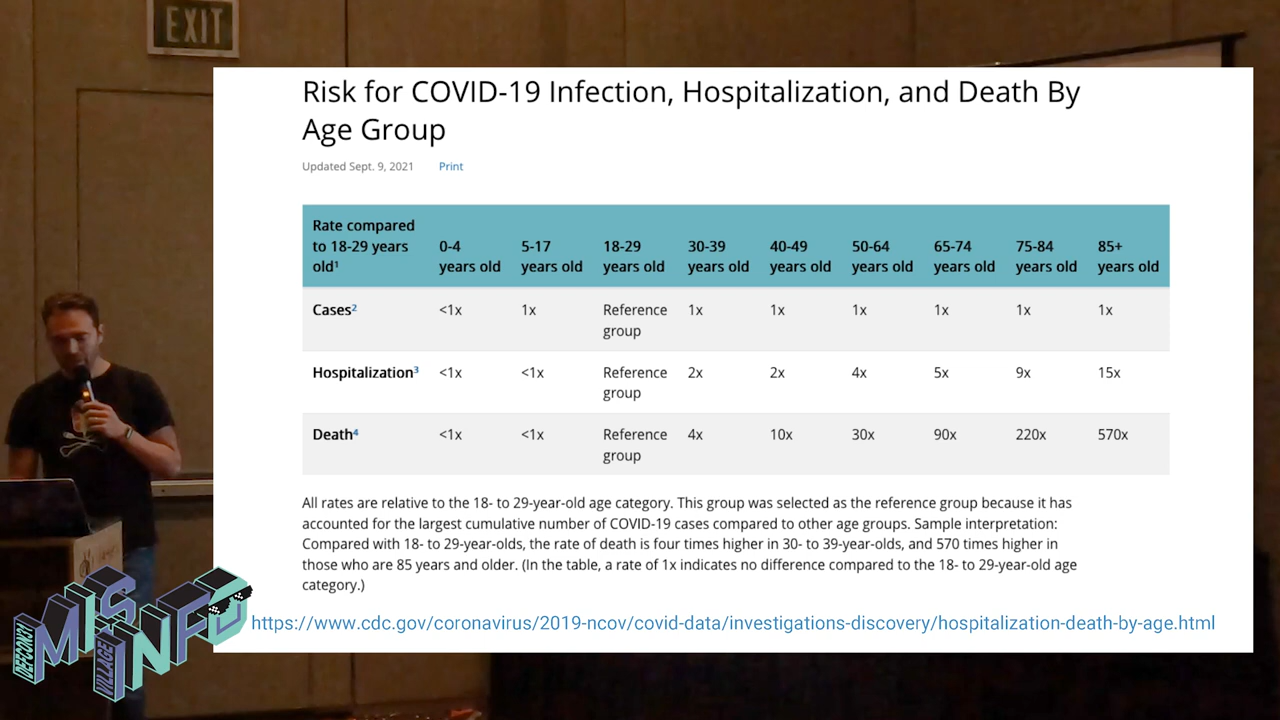 EXIT
Risk for COVID-19 Infection, Hospitalization, and Death By
Age Group
Updated Sept. 9, 2021 Print
Rate compared
to 18-29 years
old¹
0-4
years old
5-17
years old
18-29
years old
30-39
years old
40-49
years old
50-64
years old
65-74
years old
75-84
years old
85+
years old
Cases² <1x 1x Reference group 1x 1x 1x 1x 1x 1x
Hospitalization³ <1x <1x Reference group 2x 2x 4x 5x 9x 15x
Death⁴ <1x <1x Reference group 4x 10x 30x 90x 220x 570x
All rates are relative to the 18- to 29-year-old age category. This group was selected as the reference group because it has
accounted for the largest cumulative number of COVID-19 cases compared to other age groups. Sample interpretation:
Compared with 18- to 29-year-olds, the rate of death is four times higher in 30- to 39-year-olds, and 570 times higher in
those who are 85 years and older. (In the table, a rate of 1x indicates no difference compared to the 18- to 29-year-old age
category.)
https://www.cdc.gov/coronavirus/2019-ncov/covid-data/investigations-discovery/hospitalization-death-by-age.html
DEFCON31
MIS
INFO
VILLAGE